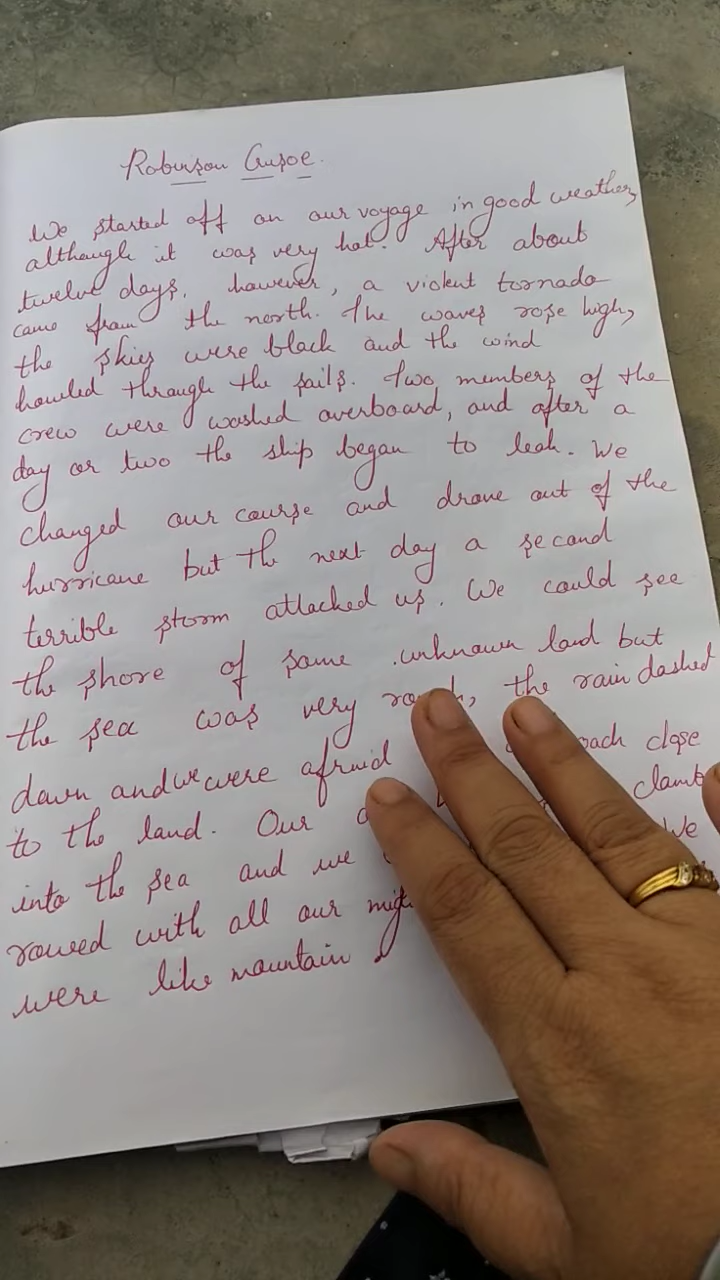 Robinson Crusoe.
We started off on our voyage in good weather,
although it was very hot. After about
twelve days, however, a violent tornado
came from the north. The waves rose high,
the skies were black and the wind
howled through the sails. Two members of the
crew were washed overboard, and after a
day or two the ship began to leak. We
changed our course and drove out of the
hurricane but the next day a second
terrible storm attacked us. We could see
the shore of some unknown land but
the sea was very rough, the rain dashed
down and we were afraid close
to the land. Our
into the sea and we We
rowed with all our
were like mountain